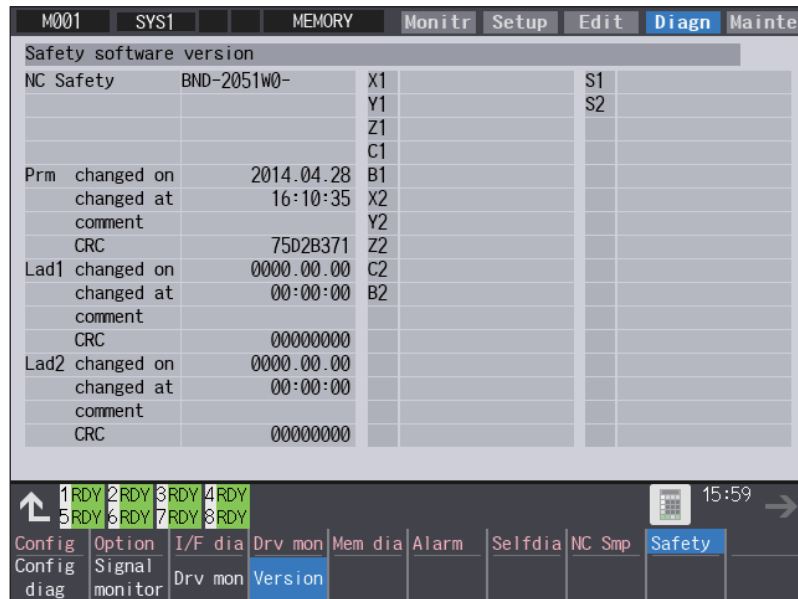 M001 SYS1 MEMORY Monitr Setup Edit Diagn Mainte
Safety software version
NC Safety BND-2051W0- X1 S1
Y1 S2
Z1
C1
Prm changed on 2014.04.28 B1
changed at 16:10:35 X2
comment Y2
CRC 75D2B371 Z2
Lad1 changed on 0000.00.00 C2
changed at 00:00:00 B2
comment
CRC 00000000
Lad2 changed on 0000.00.00
changed at 00:00:00
comment
CRC 00000000
1RDY 2RDY 3RDY 4RDY 15:59
5RDY 6RDY 7RDY 8RDY
Config Option I/F dia Drv mon Mem dia Alarm Selfdia NC Smp Safety
Config Signal
Drv mon Version
diag monitor